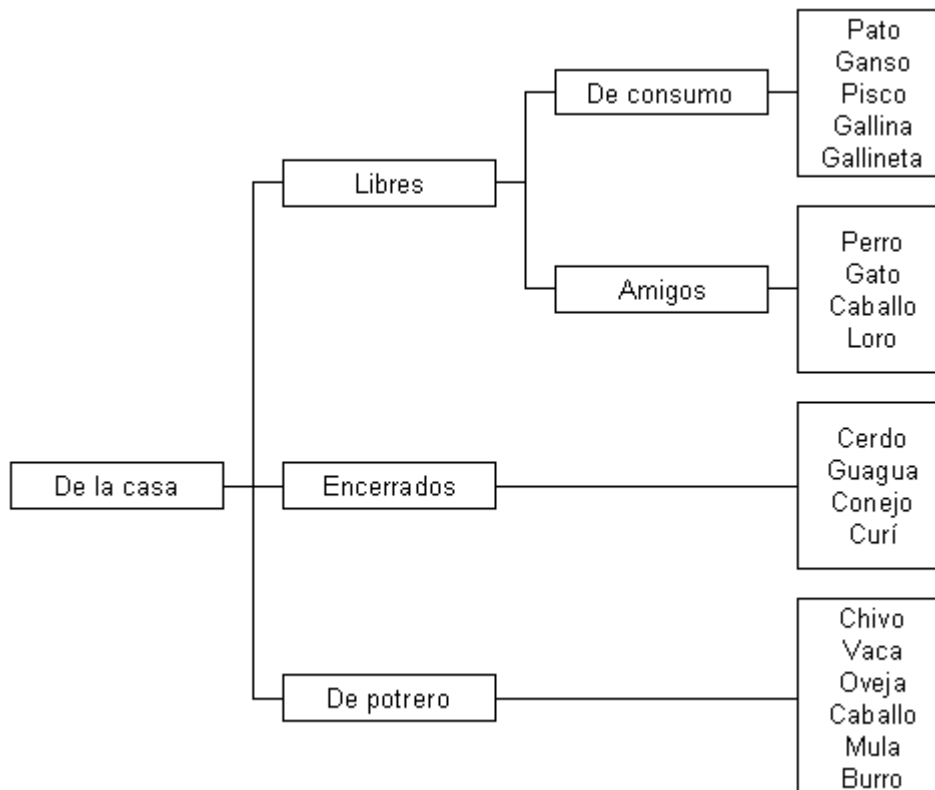 De la casa
Libres
De consumo
Pato
Ganso
Pisco
Gallina
Gallineta
Amigos
Perro
Gato
Caballo
Loro
Encerrados
Cerdo
Guagua
Conejo
Curí
De potrero
Chivo
Vaca
Oveja
Caballo
Mula
Burro